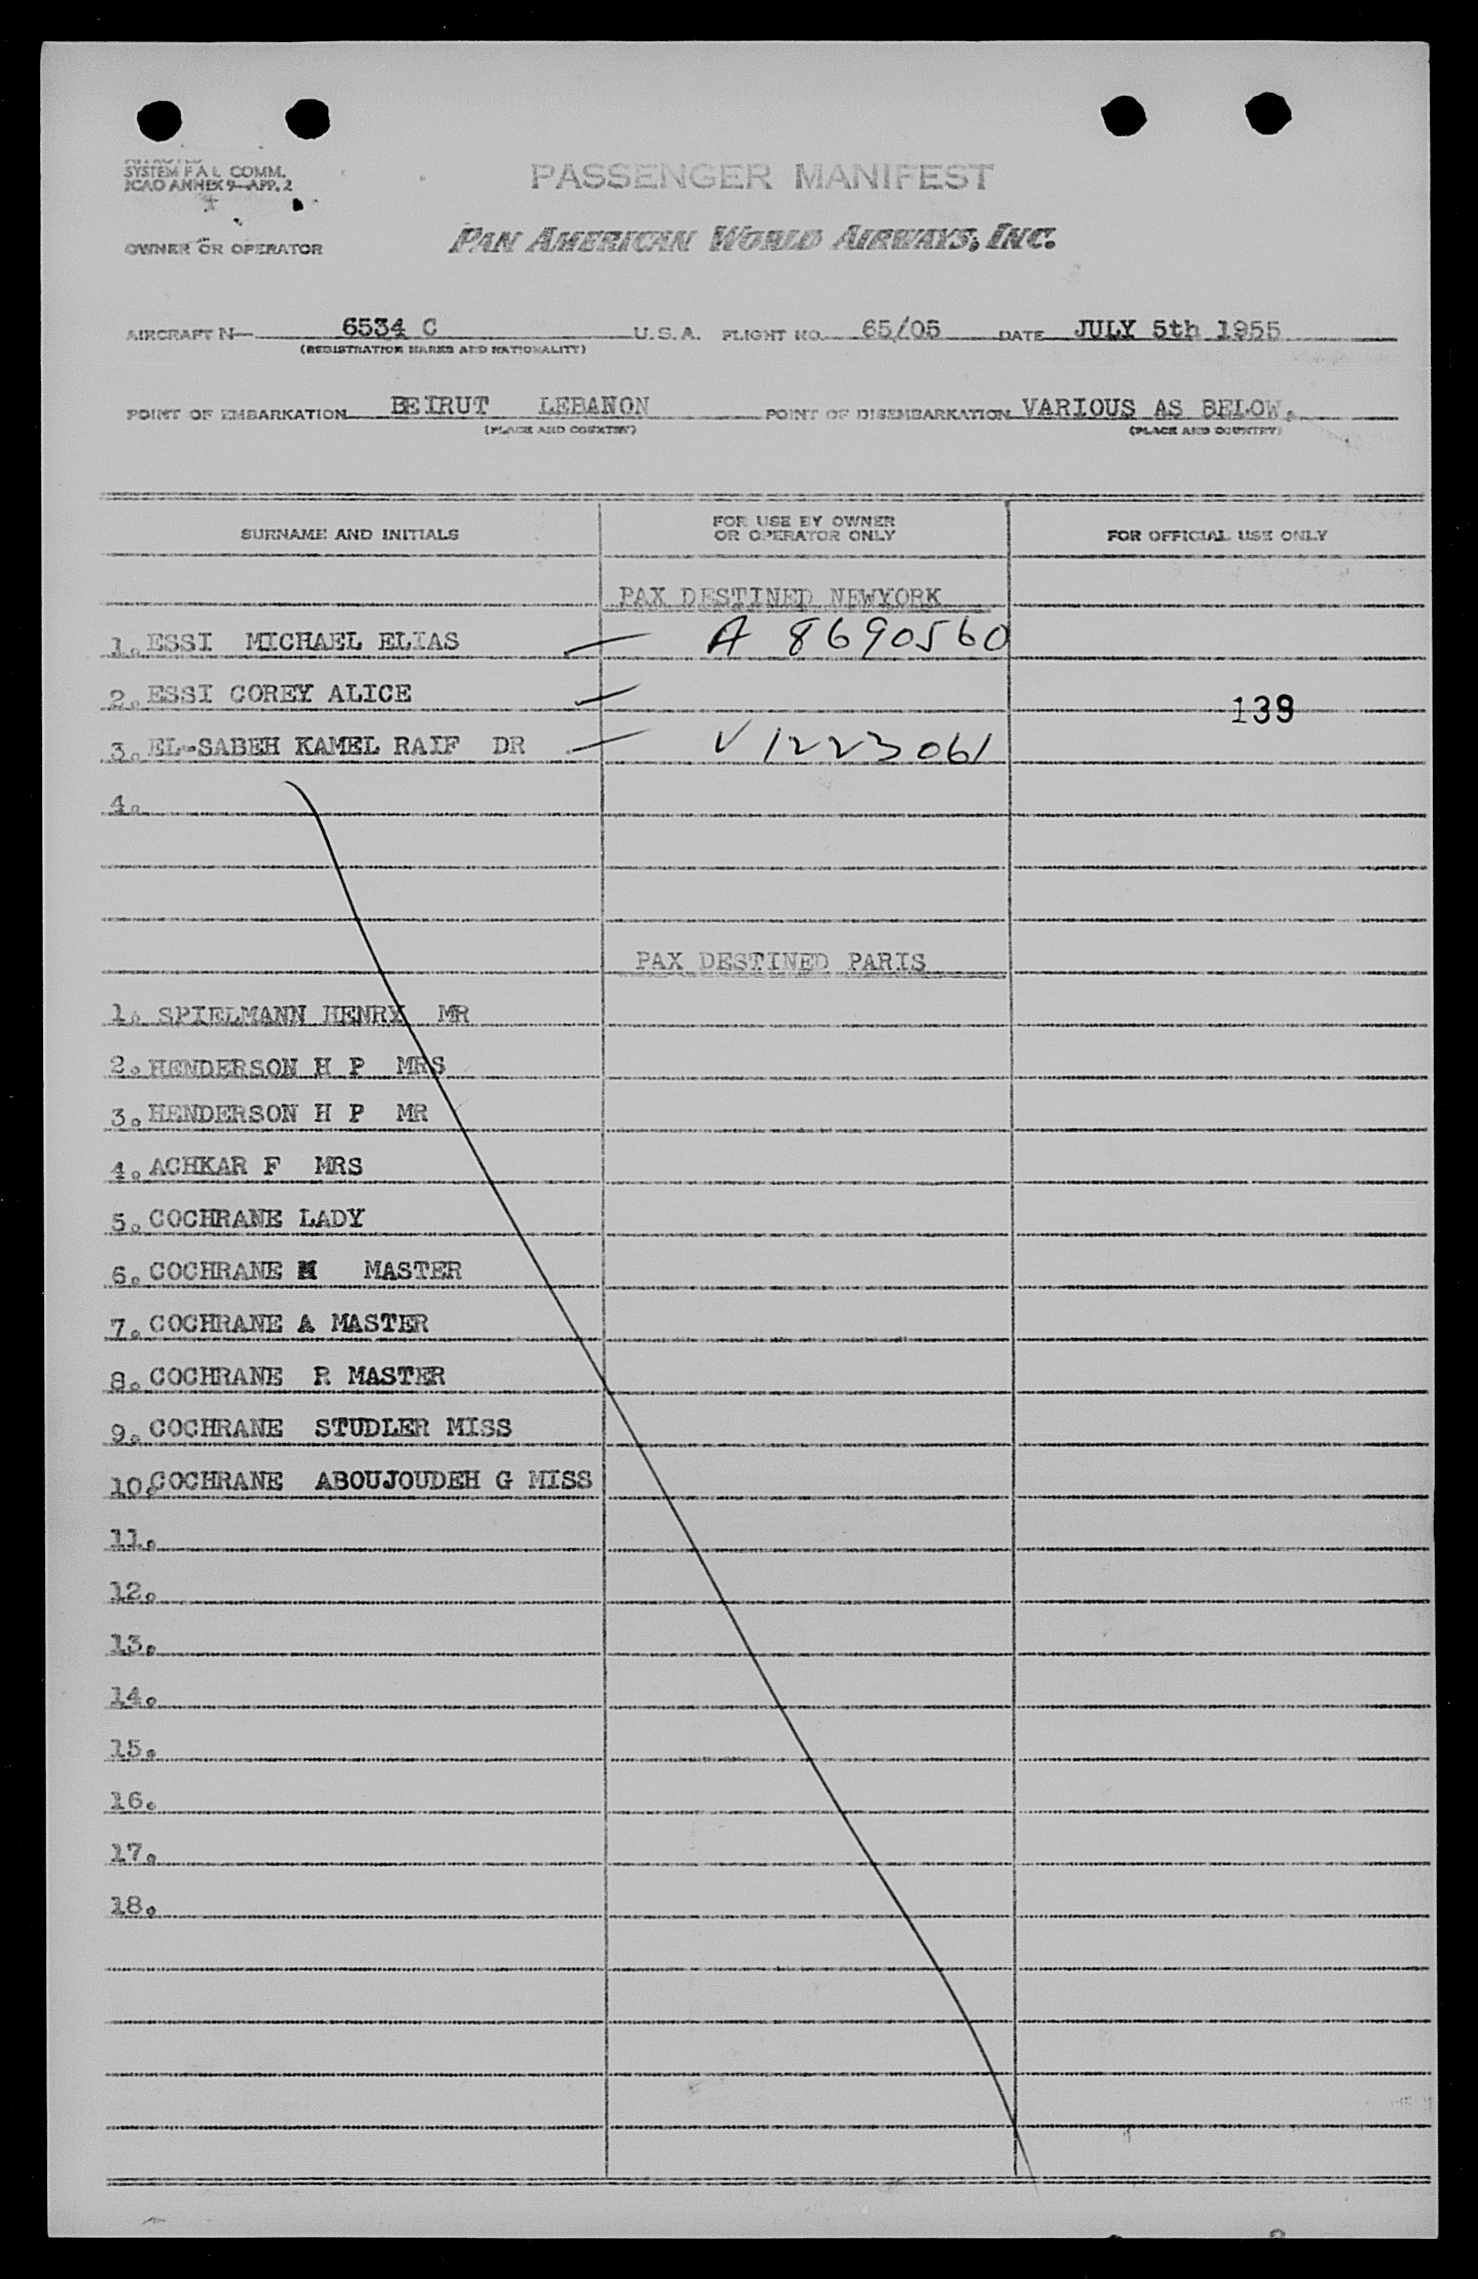 SYSTEM F A L COMM.
ICAO ANNEX 9—APP. 2
PASSENGER MANIFEST
OWNER OR OPERATOR PAN AMERICAN WORLD AIRWAYS, INC.
AIRCRAFT N— 6534 C U.S.A. FLIGHT NO. 65/05 DATE JULY 5th 1955
(REGISTRATION MARKS AND NATIONALITY)
POINT OF EMBARKATION BEIRUT LEBANON POINT OF DISEMBARKATION VARIOUS AS BELOW.
(PLACE AND COUNTRY) (PLACE AND COUNTRY)
SURNAME AND INITIALS FOR USE BY OWNER OR OPERATOR ONLY FOR OFFICIAL USE ONLY
PAX DESTINED NEWYORK
1. ESSI MICHAEL ELIAS — A 8690560
2. ESSI COREY ALICE — 139
3. EL-SABEH KAMEL RAIF DR — V 1223061
4.
PAX DESTINED PARIS
1. SPIELMANN HENRY MR
2. HENDERSON H P MRS
3. HENDERSON H P MR
4. ACHKAR F MRS
5. COCHRANE LADY
6. COCHRANE MASTER
7. COCHRANE A MASTER
8. COCHRANE R MASTER
9. COCHRANE STUDLER MISS
10. COCHRANE ABOUJOUDEH G MISS
11.
12.
13.
14.
15.
16.
17.
18.